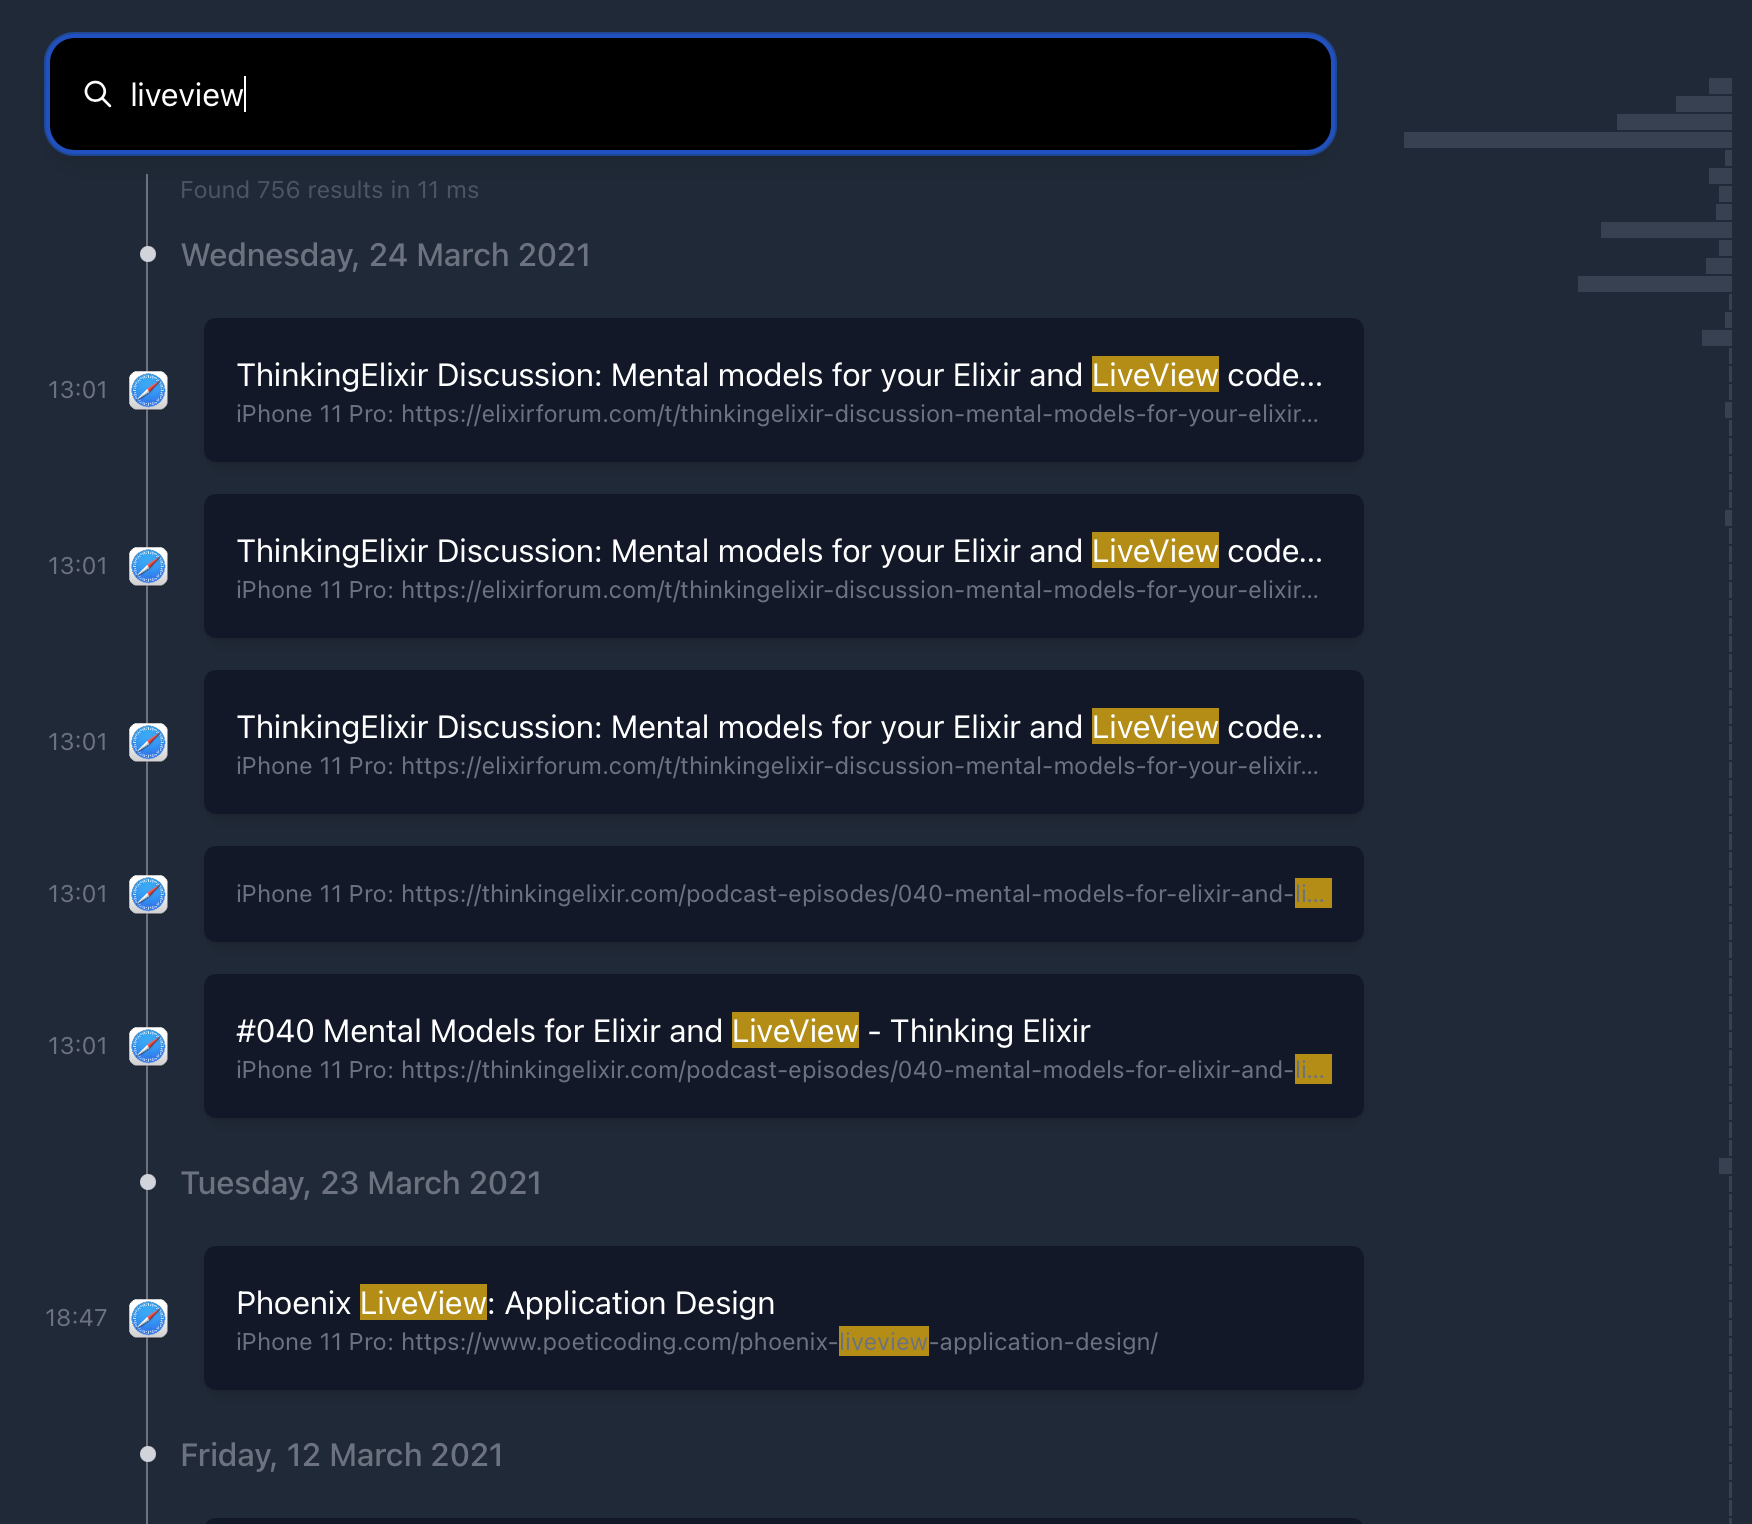 liveview
Found 756 results in 11 ms
Wednesday, 24 March 2021
13:01
ThinkingElixir Discussion: Mental models for your Elixir and LiveView code...
iPhone 11 Pro: https://elixirforum.com/t/thinkingelixir-discussion-mental-models-for-your-elixir...
13:01
ThinkingElixir Discussion: Mental models for your Elixir and LiveView code...
iPhone 11 Pro: https://elixirforum.com/t/thinkingelixir-discussion-mental-models-for-your-elixir...
13:01
ThinkingElixir Discussion: Mental models for your Elixir and LiveView code...
iPhone 11 Pro: https://elixirforum.com/t/thinkingelixir-discussion-mental-models-for-your-elixir...
13:01
iPhone 11 Pro: https://thinkingelixir.com/podcast-episodes/040-mental-models-for-elixir-and-li...
13:01
#040 Mental Models for Elixir and LiveView - Thinking Elixir
iPhone 11 Pro: https://thinkingelixir.com/podcast-episodes/040-mental-models-for-elixir-and-li...
Tuesday, 23 March 2021
18:47
Phoenix LiveView: Application Design
iPhone 11 Pro: https://www.poeticoding.com/phoenix-liveview-application-design/
Friday, 12 March 2021